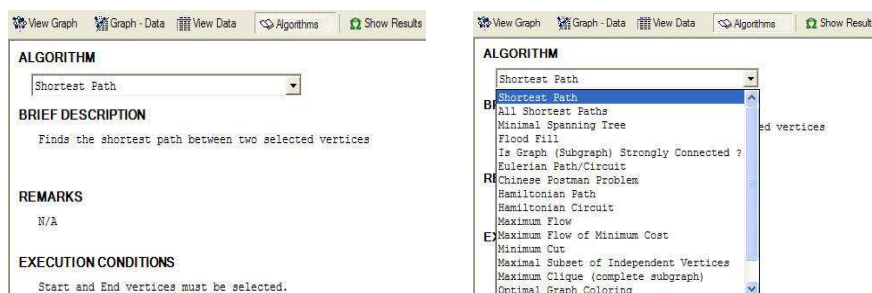 View Graph Graph - Data View Data Algorithms Show Results
ALGORITHM
Shortest Path
BRIEF DESCRIPTION
Finds the shortest path between two selected vertices
REMARKS
N/A
EXECUTION CONDITIONS
Start and End vertices must be selected.
View Graph Graph - Data View Data Algorithms Show Result
ALGORITHM
Shortest Path
Shortest Path
All Shortest Paths
Minimal Spanning Tree
ed vertices
Flood Fill
Is Graph (Subgraph) Strongly Connected ?
Eulerian Path/Circuit
Chinese Postman Problem
Hamiltonian Path
Hamiltonian Circuit
Maximum Flow
Maximum Flow of Minimum Cost
Minimum Cut
Maximal Subset of Independent Vertices
Maximum Clique (complete subgraph)
Optimal Graph Coloring